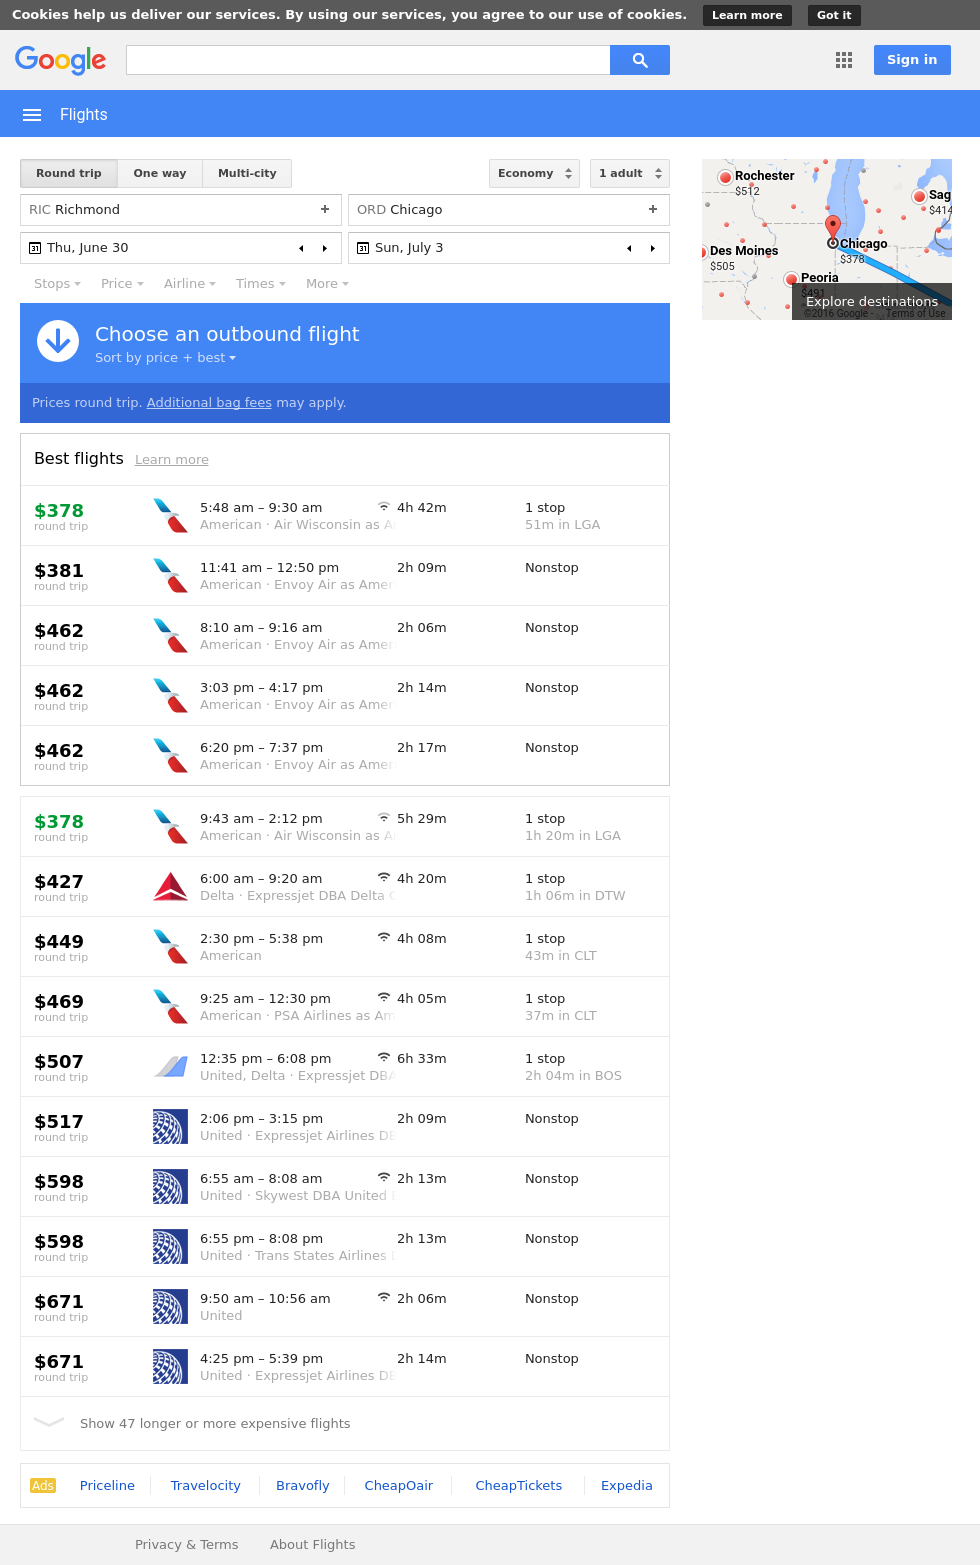 Cookies help us deliver our services. By using our services, you agree to our use of cookies. Learn more Got it
Google Sign in
Flights
Round trip One way Multi-city Economy 1 adult
RIC Richmond + ORD Chicago +
31 Thu, June 30 31 Sun, July 3
Stops Price Airline Times More
Choose an outbound flight
Sort by price + best
Prices round trip. Additional bag fees may apply.
Rochester
$512
Sag
$414
Chicago
$378
Des Moines
$505
Peoria
$491
Explore destinations
©2016 Google - Terms of Use
Best flights Learn more
$378 5:48 am – 9:30 am 4h 42m 1 stop
round trip American · Air Wisconsin as A 51m in LGA
$381 11:41 am – 12:50 pm 2h 09m Nonstop
round trip American · Envoy Air as Amer
$462 8:10 am – 9:16 am 2h 06m Nonstop
round trip American · Envoy Air as Amer
$462 3:03 pm – 4:17 pm 2h 14m Nonstop
round trip American · Envoy Air as Amer
$462 6:20 pm – 7:37 pm 2h 17m Nonstop
round trip American · Envoy Air as Amer
$378 9:43 am – 2:12 pm 5h 29m 1 stop
round trip American · Air Wisconsin as A 1h 20m in LGA
$427 6:00 am – 9:20 am 4h 20m 1 stop
round trip Delta · Expressjet DBA Delta C 1h 06m in DTW
$449 2:30 pm – 5:38 pm 4h 08m 1 stop
round trip American 43m in CLT
$469 9:25 am – 12:30 pm 4h 05m 1 stop
round trip American · PSA Airlines as Am 37m in CLT
$507 12:35 pm – 6:08 pm 6h 33m 1 stop
round trip United, Delta · Expressjet DBA 2h 04m in BOS
$517 2:06 pm – 3:15 pm 2h 09m Nonstop
round trip United · Expressjet Airlines DB
$598 6:55 am – 8:08 am 2h 13m Nonstop
round trip United · Skywest DBA United E
$598 6:55 pm – 8:08 pm 2h 13m Nonstop
round trip United · Trans States Airlines D
$671 9:50 am – 10:56 am 2h 06m Nonstop
round trip United
$671 4:25 pm – 5:39 pm 2h 14m Nonstop
round trip United · Expressjet Airlines DB
Show 47 longer or more expensive flights
Ads Priceline Travelocity Bravofly CheapOair CheapTickets Expedia
Privacy & Terms About Flights